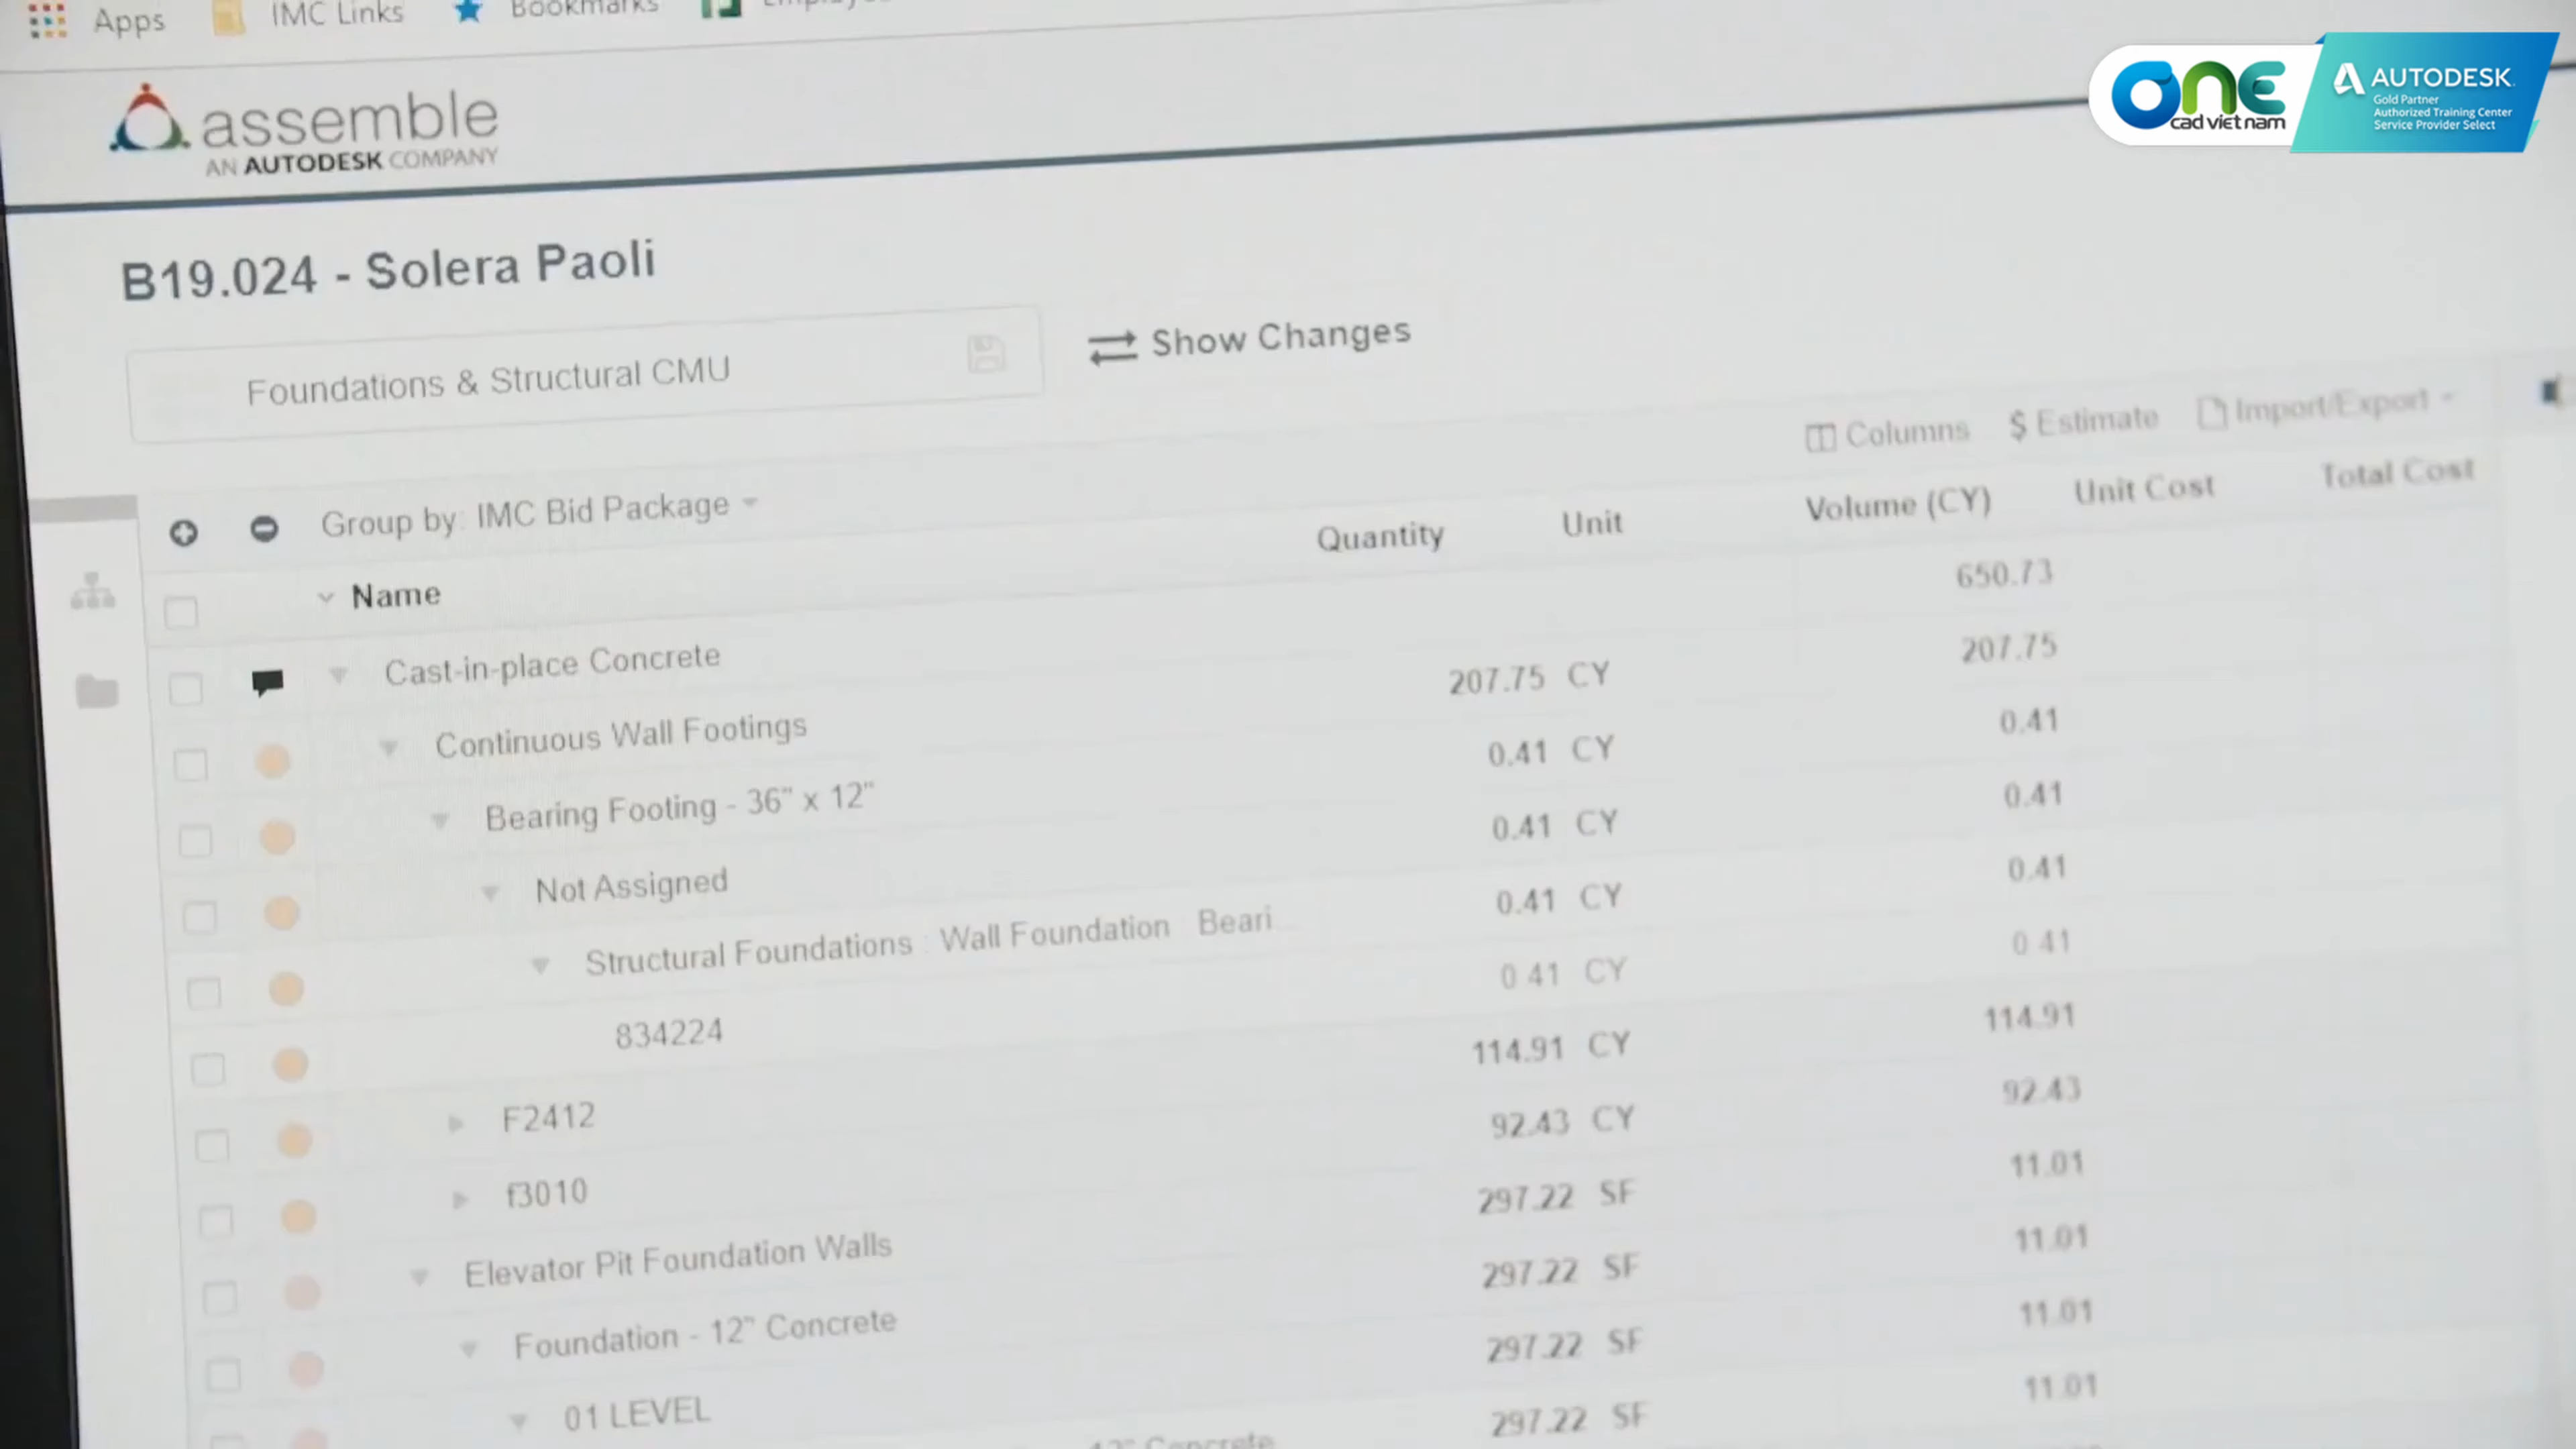 Apps IMC Links Bookmarks
assemble
AN AUTODESK COMPANY
one
cad viet nam
AUTODESK
Gold Partner
Authorized Training Center
Service Provider Select
B19.024 - Solera Paoli
Foundations & Structural CMU
Show Changes
Columns $ Estimate Import/Export
Group by: IMC Bid Package
Name Quantity Unit Volume (CY) Unit Cost Total Cost
Cast-in-place Concrete 650.73
Continuous Wall Footings 207.75 CY 207.75
Bearing Footing - 36" x 12" 0.41 CY 0.41
Not Assigned 0.41 CY 0.41
Structural Foundations : Wall Foundation Beari 0.41 CY 0.41
834224 0.41 CY 0.41
F2412 114.91 CY 114.91
f3010 92.43 CY 92.43
Elevator Pit Foundation Walls 297.22 SF 11.01
Foundation - 12" Concrete 297.22 SF 11.01
01 LEVEL 297.22 SF 11.01
12" Concrete 297.22 SF 11.01